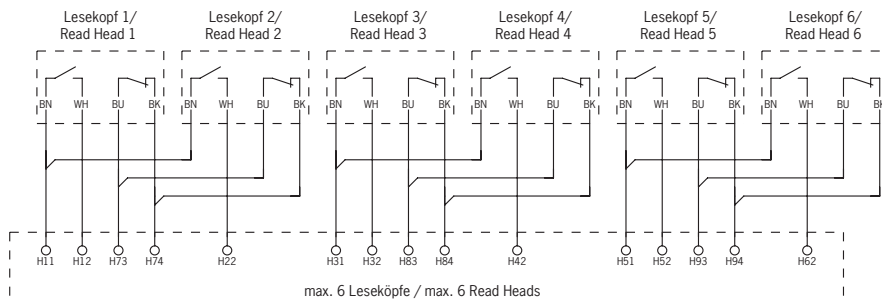 Lesekopf 1/ Lesekopf 2/ Lesekopf 3/ Lesekopf 4/ Lesekopf 5/ Lesekopf 6/
Read Head 1 Read Head 2 Read Head 3 Read Head 4 Read Head 5 Read Head 6
BN WH BU BK BN WH BU BK BN WH BU BK BN WH BU BK BN WH BU BK BN WH BU BK
H11 H12 H73 H74 H22 H31 H32 H83 H84 H42 H51 H52 H93 H94 H62
max. 6 Leseköpfe / max. 6 Read Heads